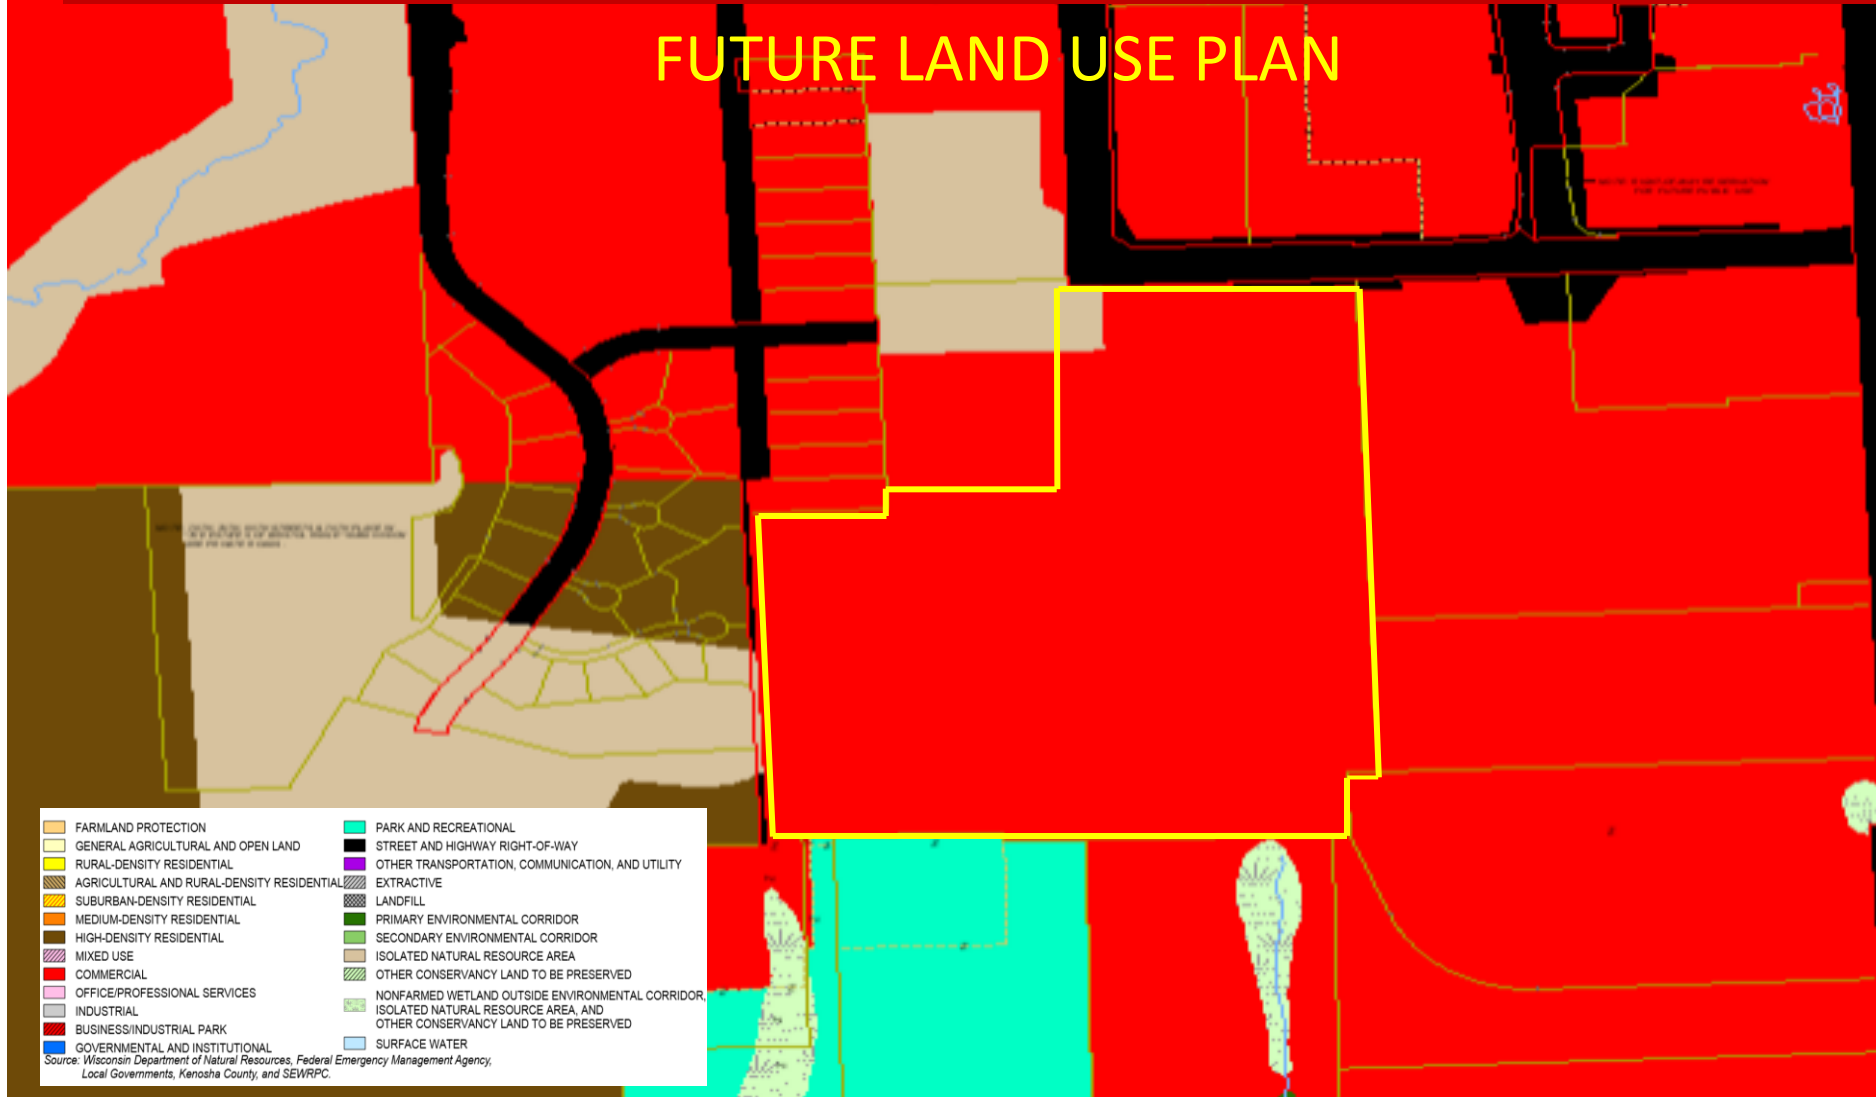 FUTURE LAND USE PLAN
FARMLAND PROTECTION
GENERAL AGRICULTURAL AND OPEN LAND
RURAL-DENSITY RESIDENTIAL
AGRICULTURAL AND RURAL-DENSITY RESIDENTIAL
SUBURBAN-DENSITY RESIDENTIAL
MEDIUM-DENSITY RESIDENTIAL
HIGH-DENSITY RESIDENTIAL
MIXED USE
COMMERCIAL
OFFICE/PROFESSIONAL SERVICES
INDUSTRIAL
BUSINESS/INDUSTRIAL PARK
GOVERNMENTAL AND INSTITUTIONAL
PARK AND RECREATIONAL
STREET AND HIGHWAY RIGHT-OF-WAY
OTHER TRANSPORTATION, COMMUNICATION, AND UTILITY
EXTRACTIVE
LANDFILL
PRIMARY ENVIRONMENTAL CORRIDOR
SECONDARY ENVIRONMENTAL CORRIDOR
ISOLATED NATURAL RESOURCE AREA
OTHER CONSERVANCY LAND TO BE PRESERVED
NONFARMED WETLAND OUTSIDE ENVIRONMENTAL CORRIDOR,
ISOLATED NATURAL RESOURCE AREA, AND
OTHER CONSERVANCY LAND TO BE PRESERVED
SURFACE WATER
Source: Wisconsin Department of Natural Resources, Federal Emergency Management Agency,
Local Governments, Kenosha County, and SEWRPC.